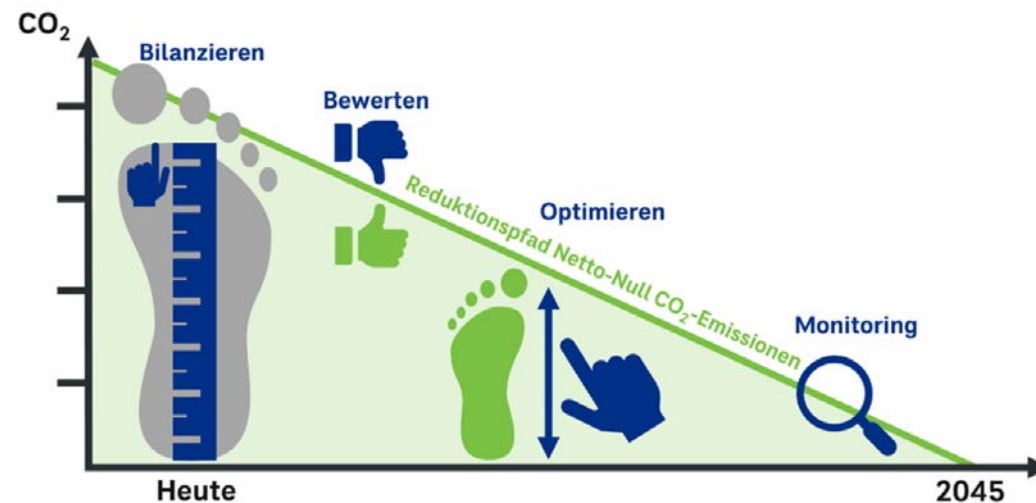 CO₂
Bilanzieren
Bewerten
Optimieren
Reduktionspfad Netto-Null CO₂-Emissionen
Monitoring
Heute
2045